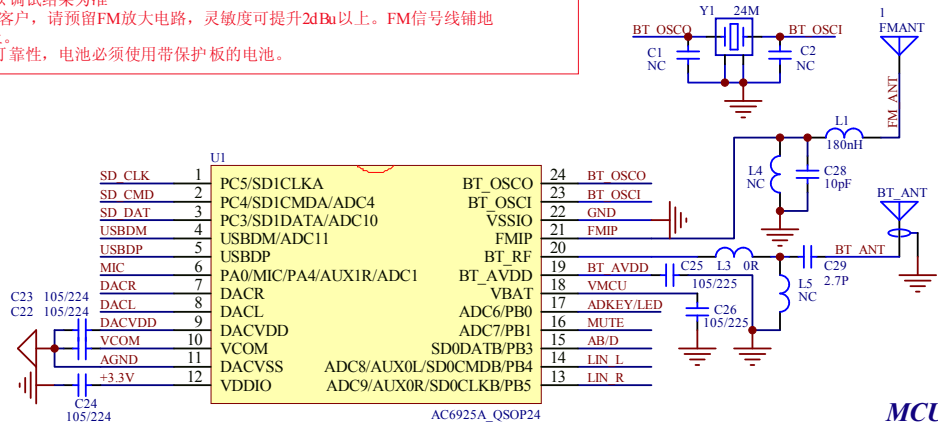 调试结果为准
客户，请预留FM放大电路，灵敏度可提升2dBu以上。FM信号线铺地
。
可靠性，电池必须使用带保护板的电池。
Y1 24M
BT_OSCO
BT_OSCI
C1
NC
C2
NC
1
FMANT
FM_ANT
L1
180nH
L4
NC
C28
10pF
BT_ANT
U1
SD_CLK 1 PC5/SD1CLKA
SD_CMD 2 PC4/SD1CMDA/ADC4
SD_DAT 3 PC3/SD1DATA/ADC10
USBDM 4 USBDM/ADC11
USBDP 5 USBDP
MIC 6 PA0/MIC/PA4/AUX1R/ADC1
DACR 7 DACR
DACL 8 DACL
DACVDD 9 DACVDD
VCOM 10 VCOM
AGND 11 DACVSS
+3.3V 12 VDDIO
BT_OSCO 24 BT_OSCO
BT_OSCI 23 BT_OSCI
VSSIO 22 GND
FMIP 21 FMIP
BT_RF 20
BT_AVDD 19 BT_AVDD
VBAT 18 VMCU
ADC6/PB0 17 ADKEY/LED
ADC7/PB1 16 MUTE
SD0DATB/PB3 15 AB/D
ADC8/AUX0L/SD0CMDB/PB4 14 LIN_L
ADC9/AUX0R/SD0CLKB/PB5 13 LIN_R
C23 105/224
C22 105/224
C24
105/224
L3 0R
C25
105/225
C26
105/225
L5
NC
C29
2.7P
BT_ANT
AC6925A_QSOP24
MCU